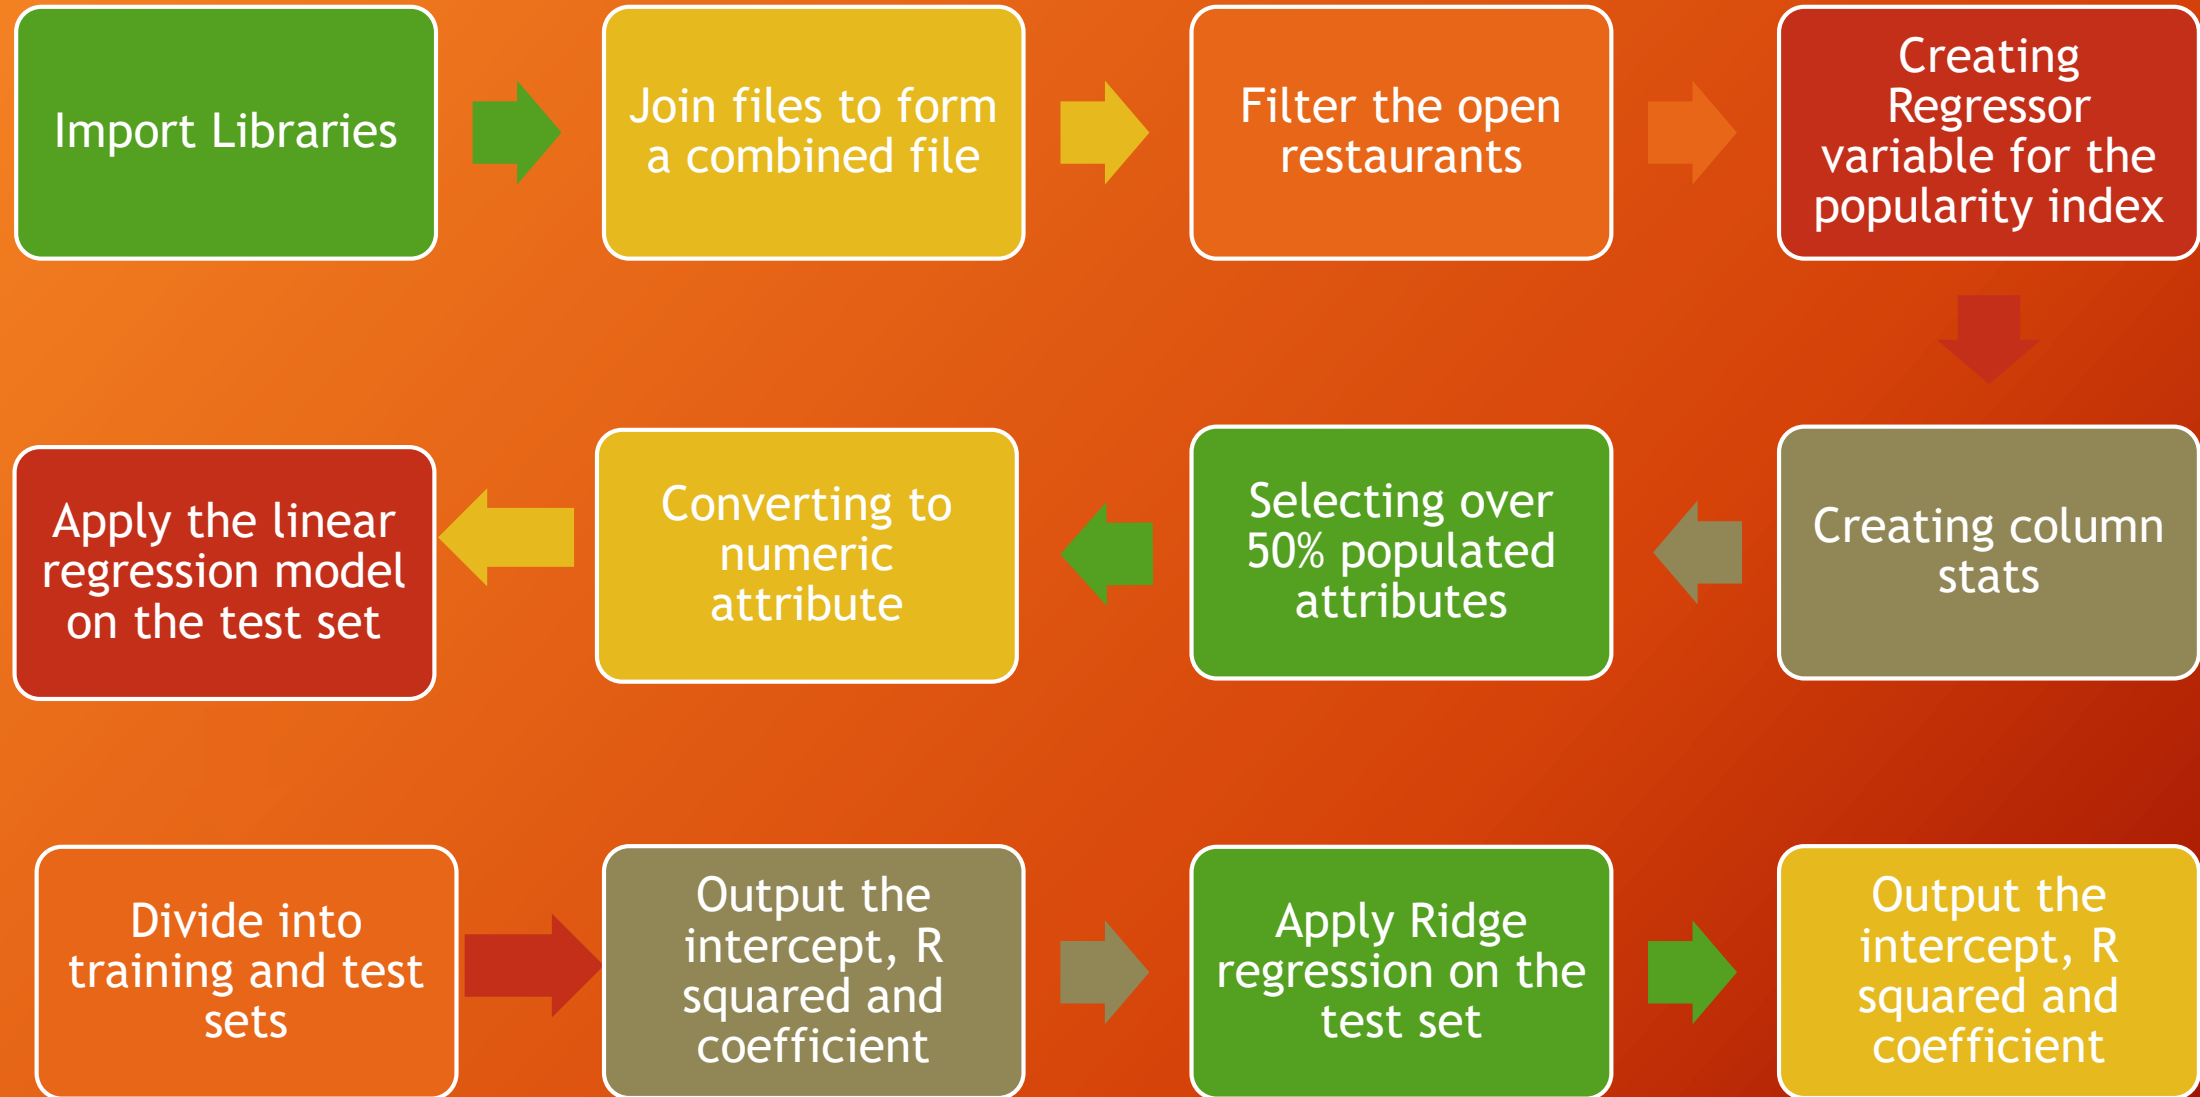 Import Libraries
Join files to form
a combined file
Filter the open
restaurants
Creating
Regressor
variable for the
popularity index
Creating column
stats
Selecting over
50% populated
attributes
Converting to
numeric
attribute
Apply the linear
regression model
on the test set
Divide into
training and test
sets
Output the
intercept, R
squared and
coefficient
Apply Ridge
regression on the
test set
Output the
intercept, R
squared and
coefficient